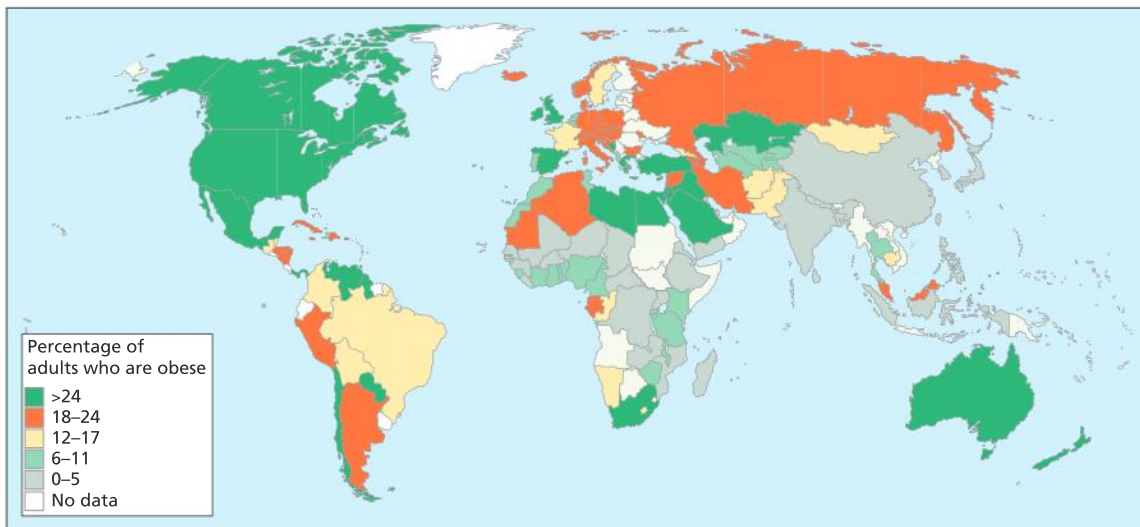 Percentage of
adults who are obese
>24
18–24
12–17
6–11
0–5
No data